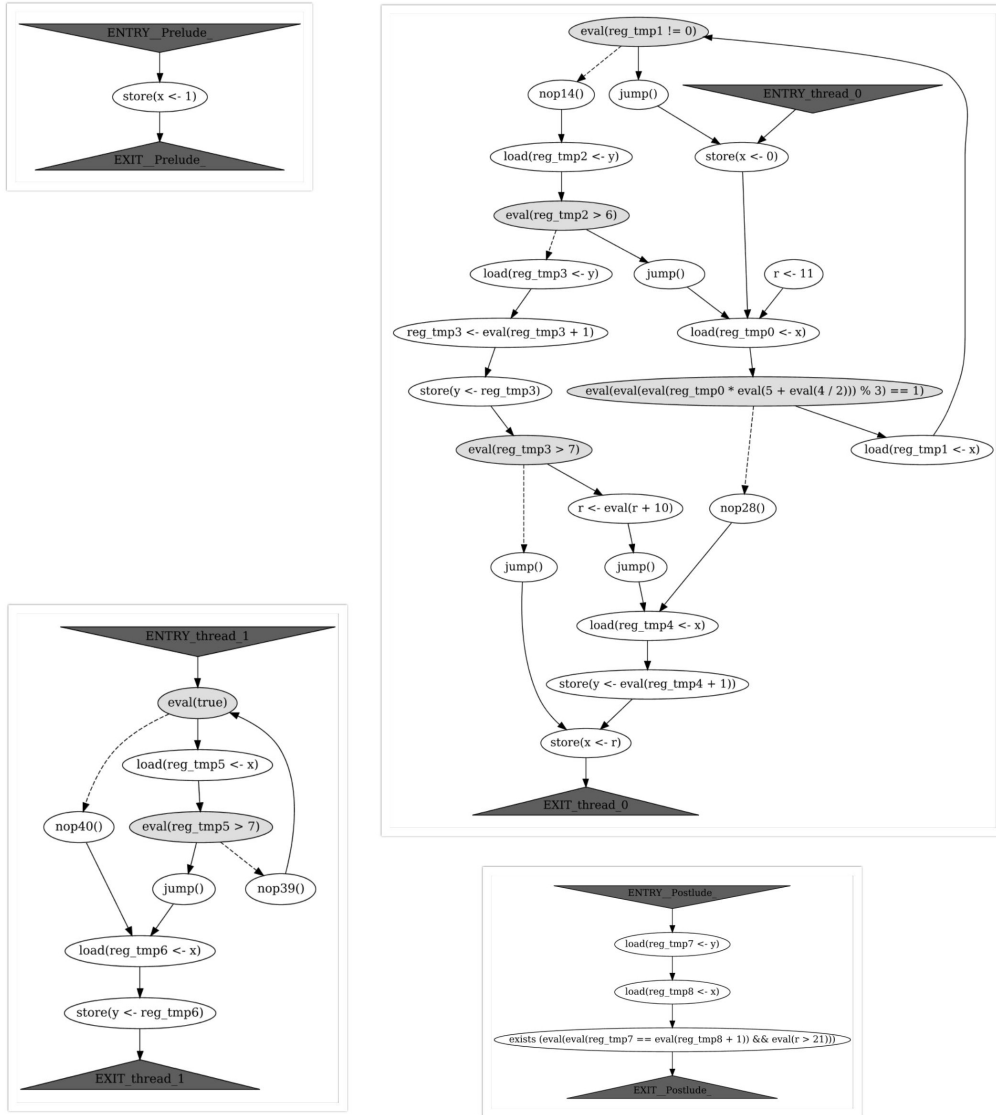 ENTRY__Prelude_
store(x <- 1)
EXIT__Prelude_
eval(reg_tmp1 != 0)
nop14()
jump()
ENTRY_thread_0
load(reg_tmp2 <- y)
store(x <- 0)
eval(reg_tmp2 > 6)
load(reg_tmp3 <- y)
jump()
r <- 11
reg_tmp3 <- eval(reg_tmp3 + 1)
load(reg_tmp0 <- x)
store(y <- reg_tmp3)
eval(eval(eval(reg_tmp0 * eval(5 + eval(4 / 2))) % 3) == 1)
eval(reg_tmp3 > 7)
load(reg_tmp1 <- x)
r <- eval(r + 10)
nop28()
jump()
jump()
load(reg_tmp4 <- x)
store(y <- eval(reg_tmp4 + 1))
store(x <- r)
EXIT_thread_0
ENTRY_thread_1
eval(true)
load(reg_tmp5 <- x)
nop40()
eval(reg_tmp5 > 7)
jump()
nop39()
load(reg_tmp6 <- x)
store(y <- reg_tmp6)
EXIT_thread_1
ENTRY__Postlude_
load(reg_tmp7 <- y)
load(reg_tmp8 <- x)
exists (eval(eval(reg_tmp7 == eval(reg_tmp8 + 1)) && eval(r > 21)))
EXIT__Postlude_